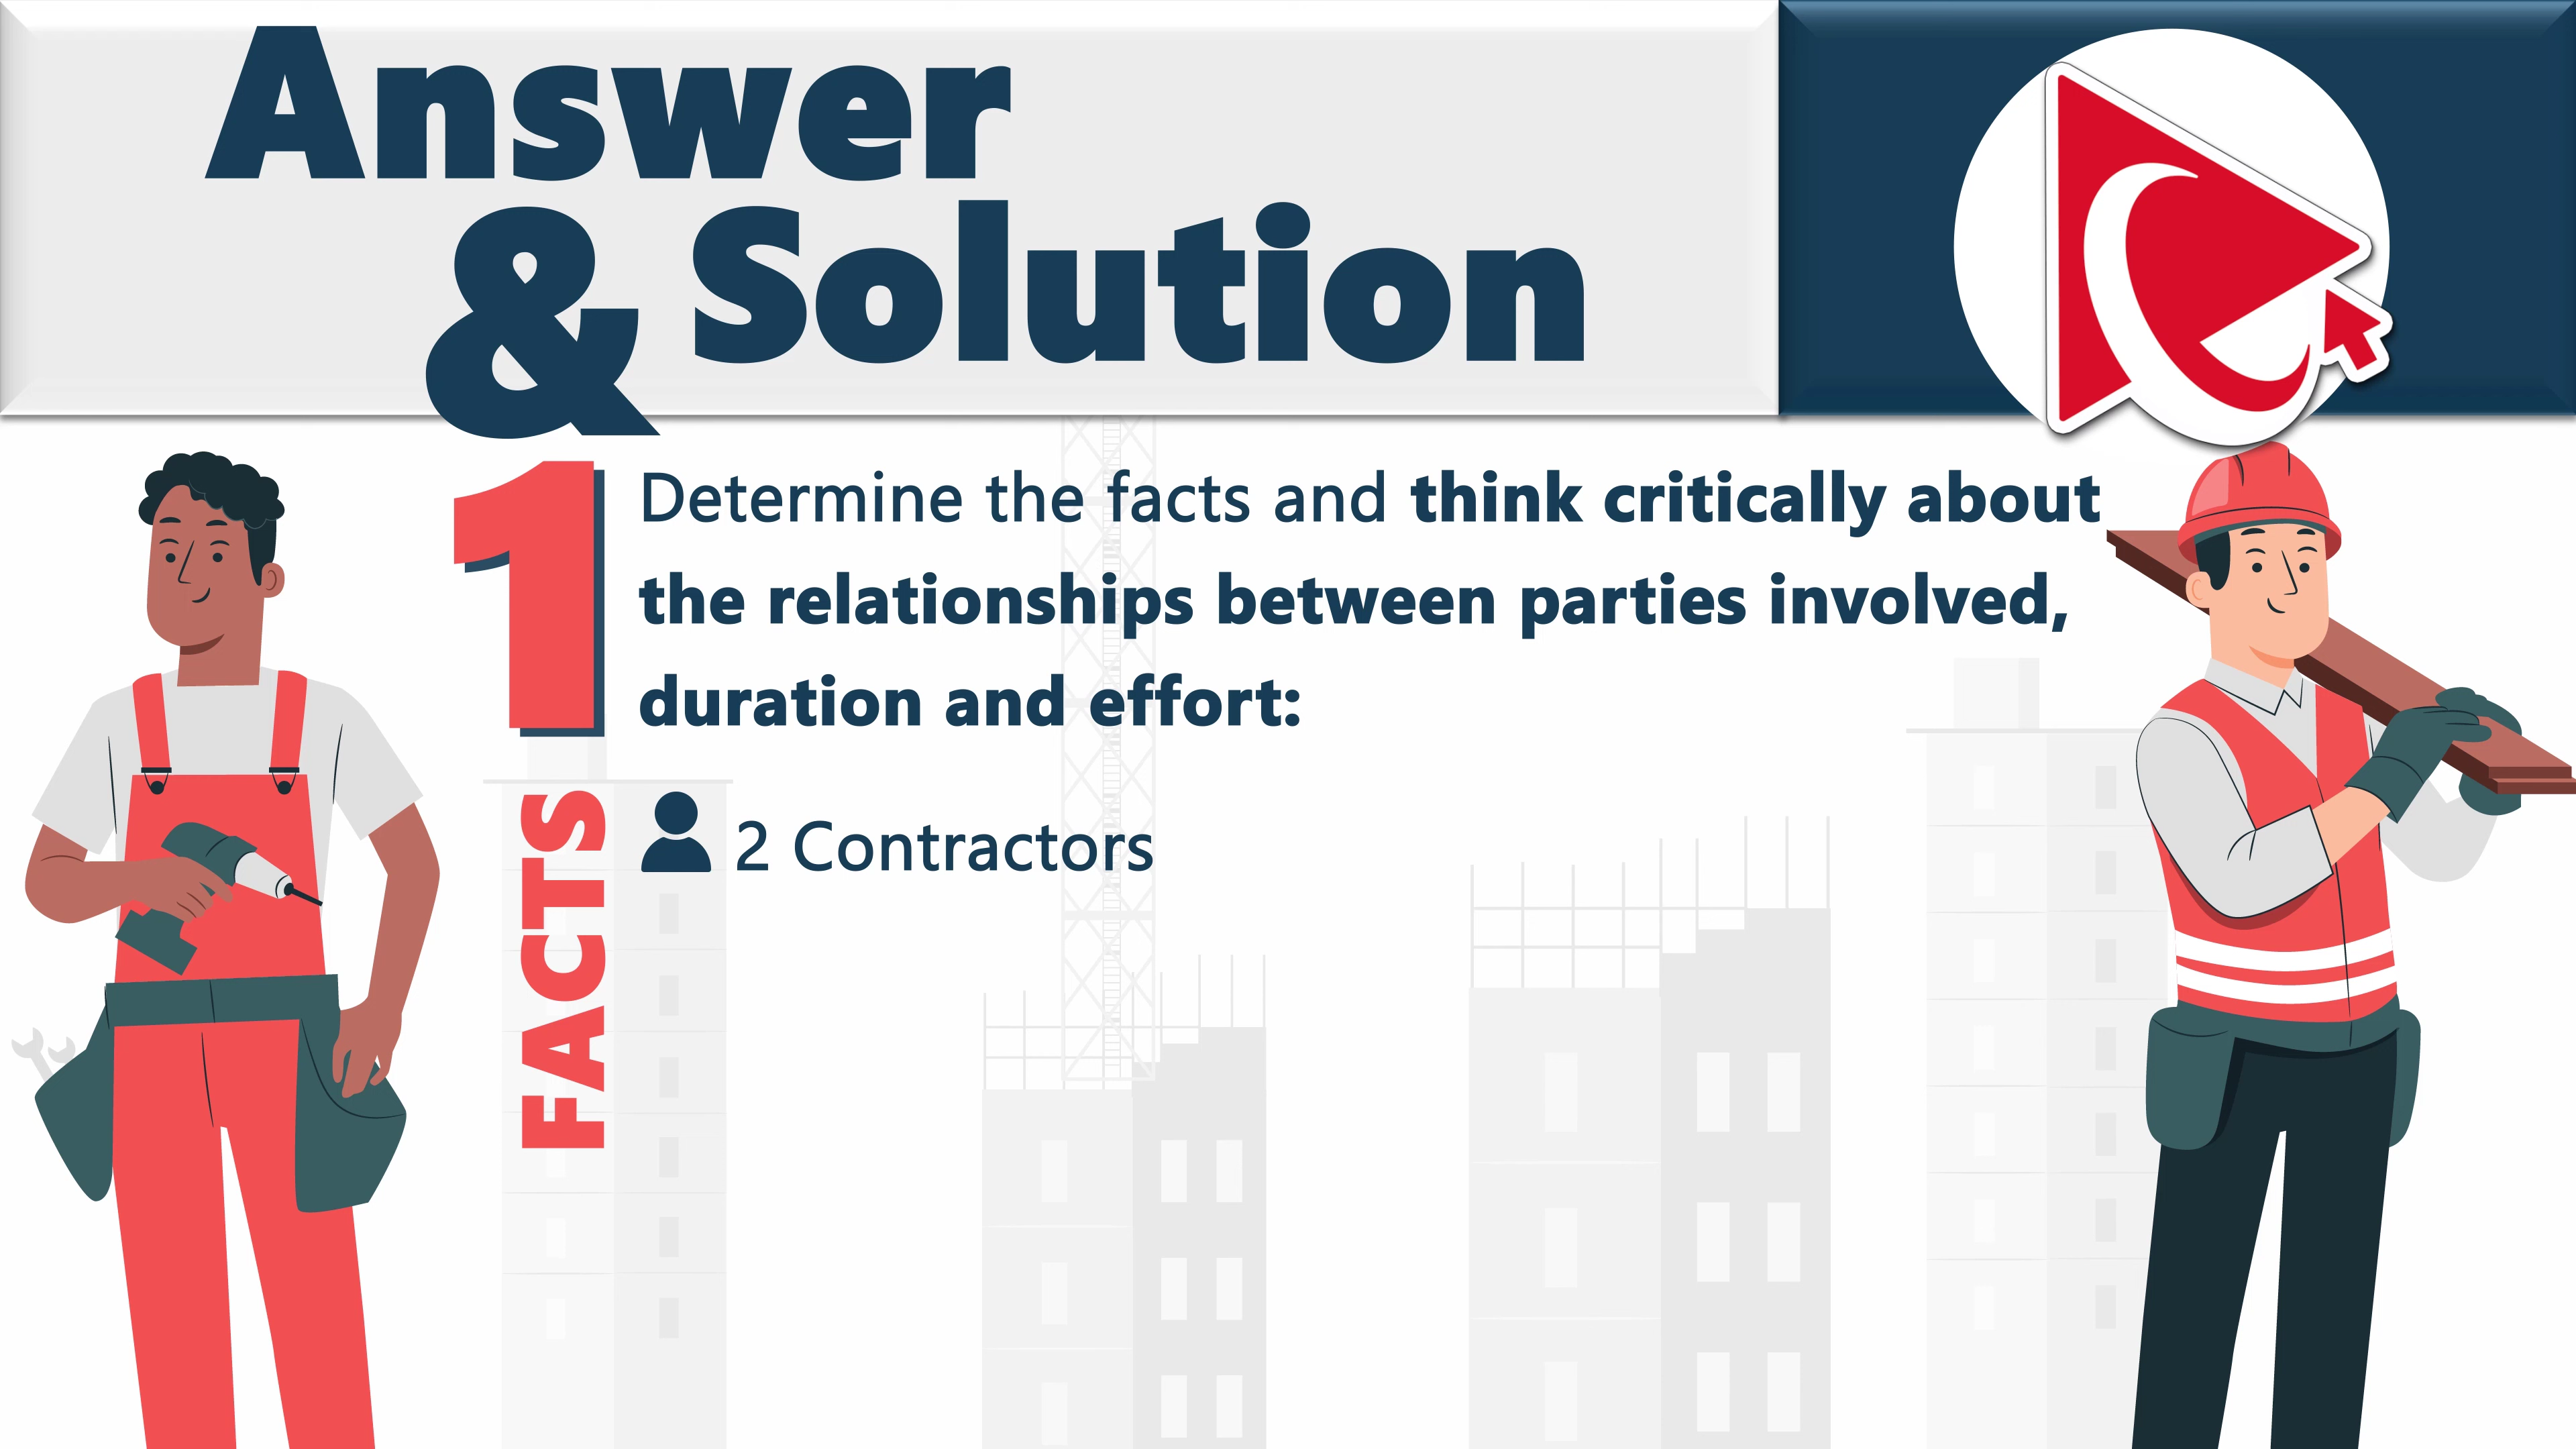 Answer
& Solution
1
Determine the facts and think critically about
the relationships between parties involved,
duration and effort:
FACTS
2 Contractors